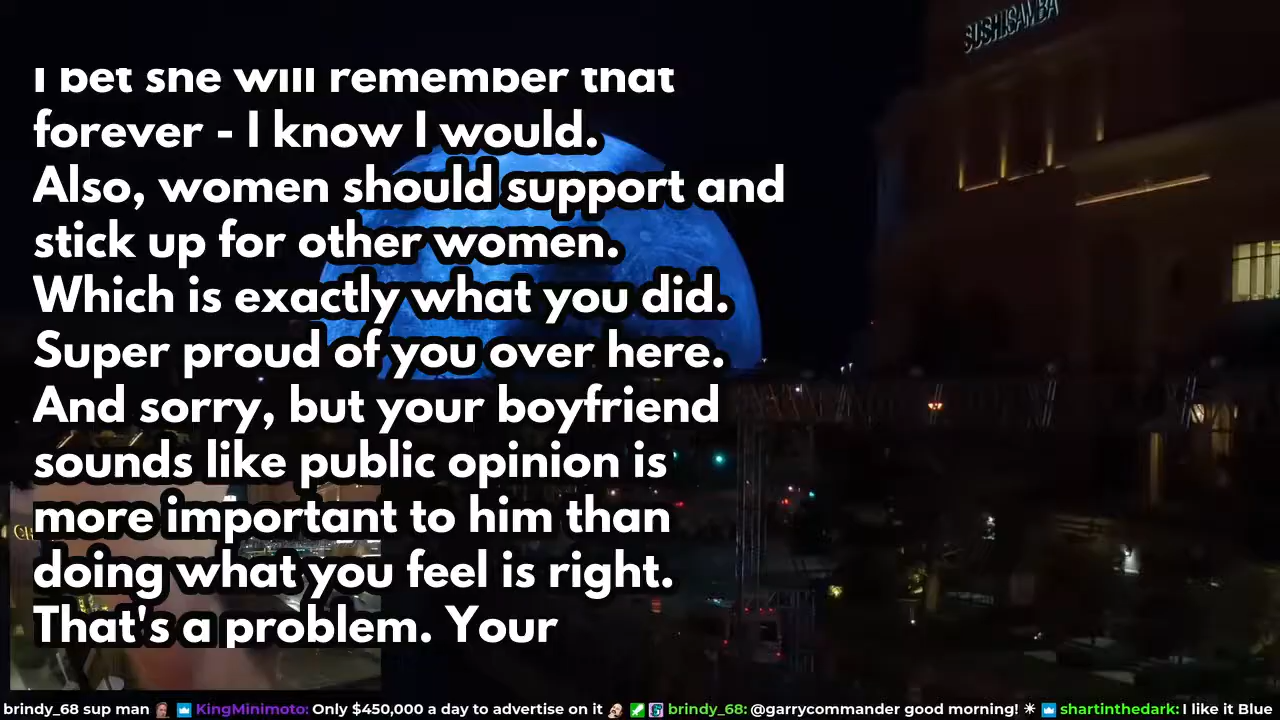 SUSHISAMBA
I bet she will remember that
forever - I know I would.
Also, women should support and
stick up for other women.
Which is exactly what you did.
Super proud of you over here.
And sorry, but your boyfriend
sounds like public opinion is
more important to him than
doing what you feel is right.
That's a problem. Your
brindy_68 sup man KingMinimoto: Only $450,000 a day to advertise on it brindy_68: @garrycommander good morning! ☀ shartinthedark: I like it Blue